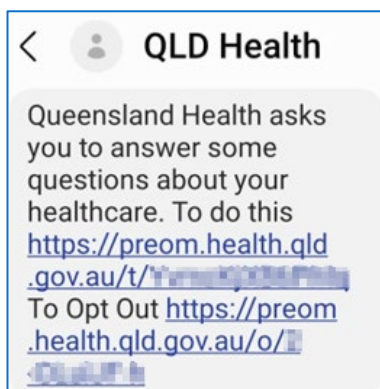 QLD Health
Queensland Health asks
you to answer some
questions about your
healthcare. To do this
https://preom.health.qld
.gov.au/t/
To Opt Out https://preom
.health.qld.gov.au/o/